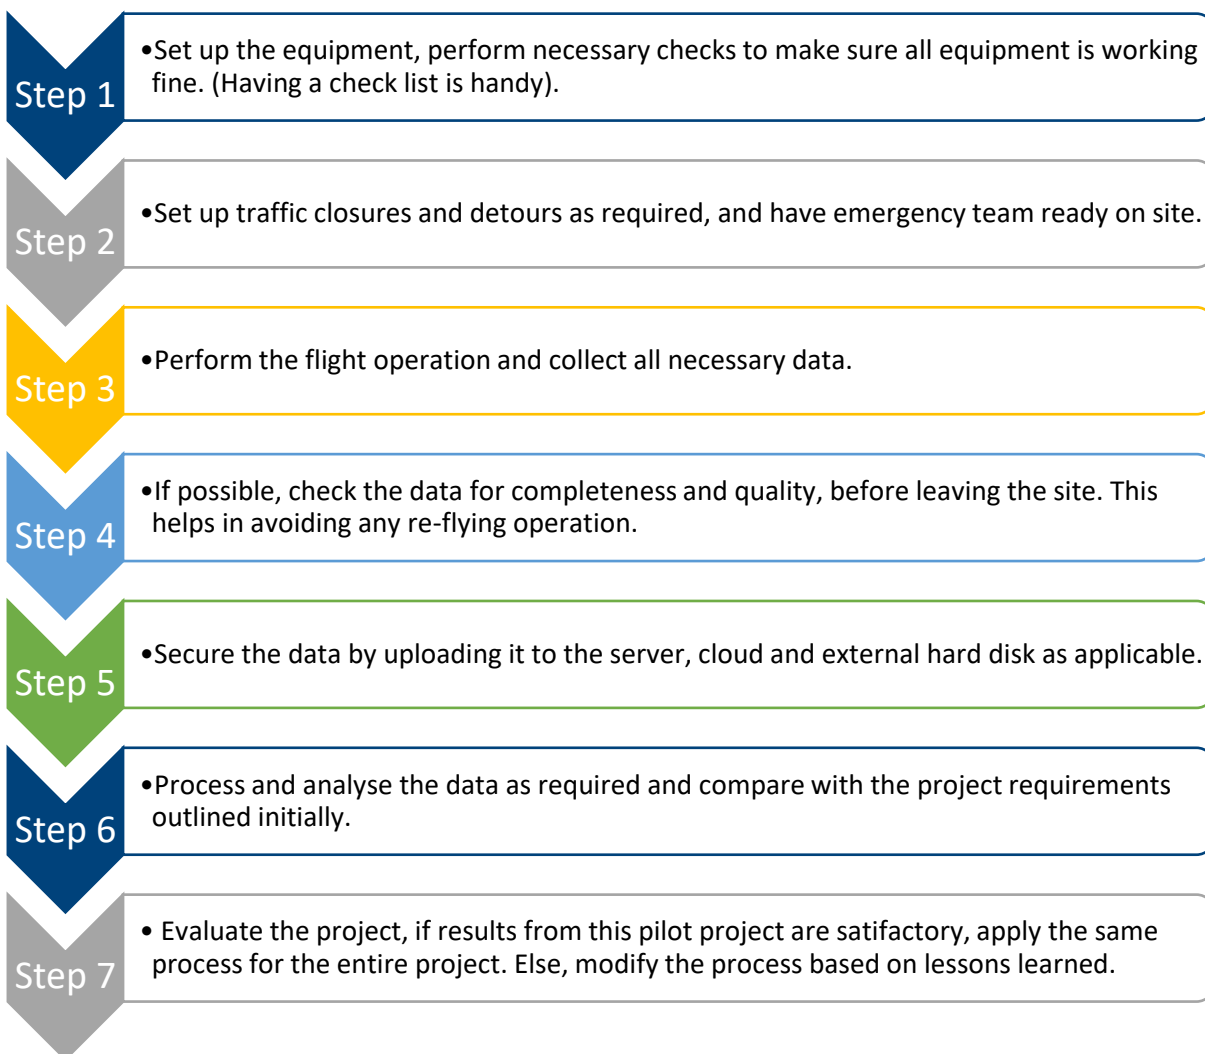 Step 1
•Set up the equipment, perform necessary checks to make sure all equipment is working
fine. (Having a check list is handy).
Step 2
•Set up traffic closures and detours as required, and have emergency team ready on site.
Step 3
•Perform the flight operation and collect all necessary data.
Step 4
•If possible, check the data for completeness and quality, before leaving the site. This
helps in avoiding any re-flying operation.
Step 5
•Secure the data by uploading it to the server, cloud and external hard disk as applicable.
Step 6
•Process and analyse the data as required and compare with the project requirements
outlined initially.
Step 7
• Evaluate the project, if results from this pilot project are satifactory, apply the same
process for the entire project. Else, modify the process based on lessons learned.